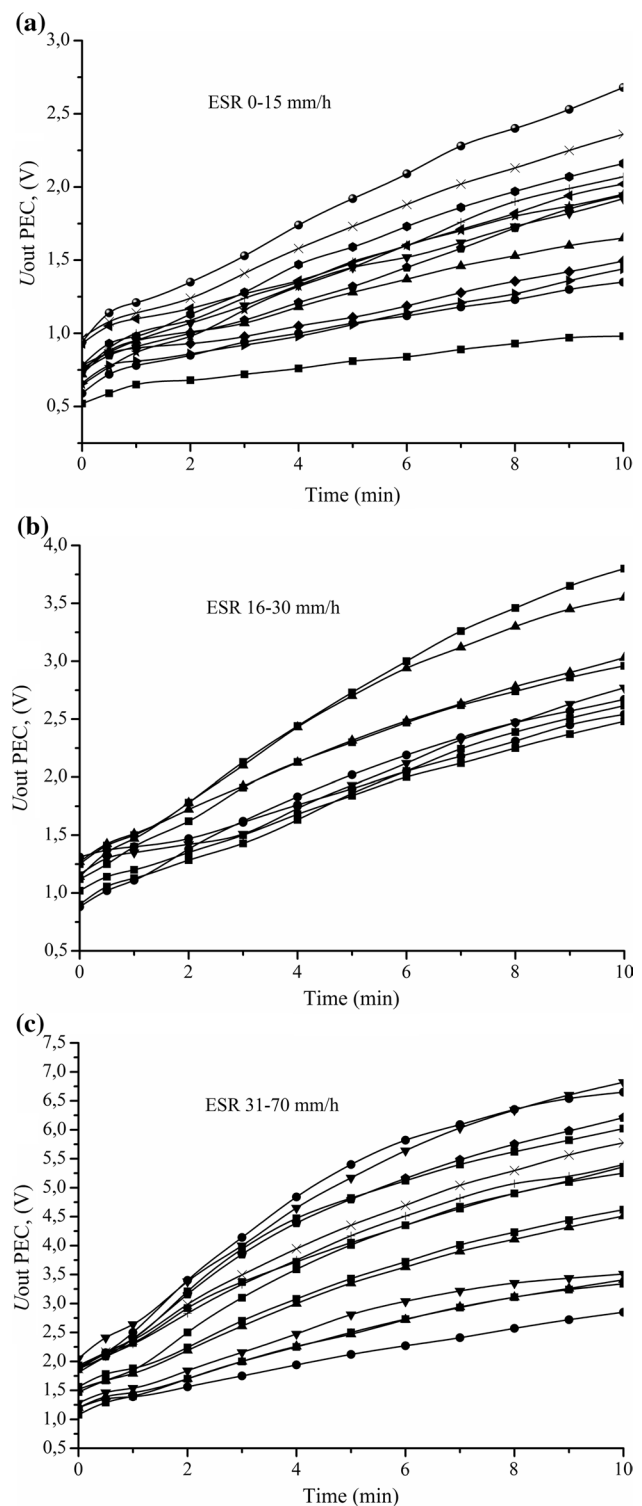 (a)
3,0
2,5
2,0
1,5
1,0
0,5
Uout PEC, (V)
ESR 0-15 mm/h
0 2 4 6 8 10
Time (min)
(b)
4,0
3,5
3,0
2,5
2,0
1,5
1,0
0,5
Uout PEC, (V)
ESR 16-30 mm/h
0 2 4 6 8 10
Time (min)
(c)
7,5
7,0
6,5
6,0
5,5
5,0
4,5
4,0
3,5
3,0
2,5
2,0
1,5
1,0
0,5
Uout PEC, (V)
ESR 31-70 mm/h
0 2 4 6 8 10
Time (min)